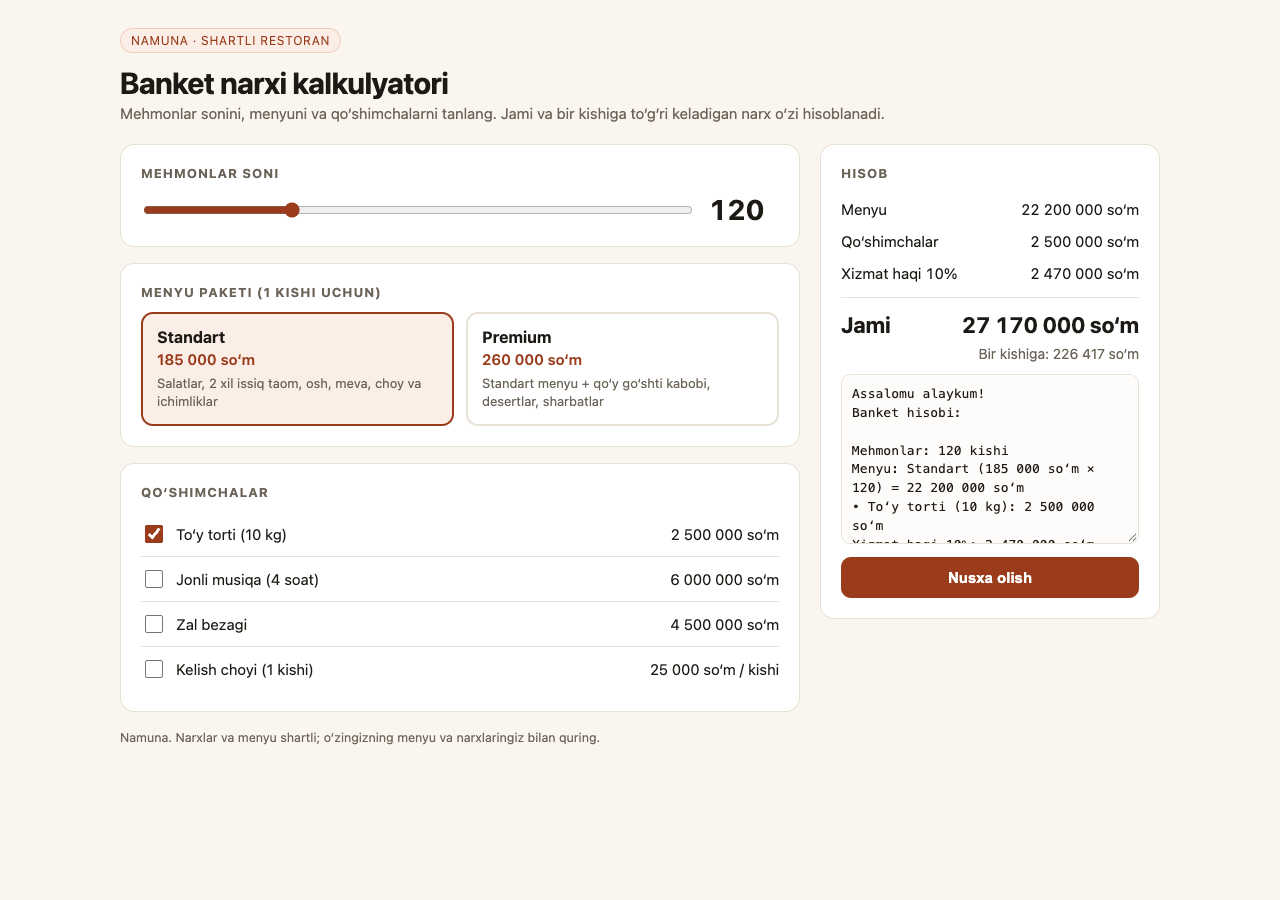 NAMUNA · SHARTLI RESTORAN
Banket narxi kalkulyatori
Mehmonlar sonini, menyuni va qoʻshimchalarni tanlang. Jami va bir kishiga toʻgʻri keladigan narx oʻzi hisoblanadi.
MEHMONLAR SONI
120
MENYU PAKETI (1 KISHI UCHUN)
Standart
185 000 soʻm
Salatlar, 2 xil issiq taom, osh, meva, choy va
ichimliklar
Premium
260 000 soʻm
Standart menyu + qoʻy goʻshti kabobi,
desertlar, sharbatlar
QOʻSHIMCHALAR
Toʻy torti (10 kg) 2 500 000 soʻm
Jonli musiqa (4 soat) 6 000 000 soʻm
Zal bezagi 4 500 000 soʻm
Kelish choyi (1 kishi) 25 000 soʻm / kishi
HISOB
Menyu 22 200 000 soʻm
Qoʻshimchalar 2 500 000 soʻm
Xizmat haqi 10% 2 470 000 soʻm
Jami 27 170 000 soʻm
Bir kishiga: 226 417 soʻm
Assalomu alaykum!
Banket hisobi:
Mehmonlar: 120 kishi
Menyu: Standart (185 000 soʻm ×
120) = 22 200 000 soʻm
• Toʻy torti (10 kg): 2 500 000
soʻm
Xizmat haqi 10%: 2 470 000 soʻm
Nusxa olish
Namuna. Narxlar va menyu shartli; oʻzingizning menyu va narxlaringiz bilan quring.